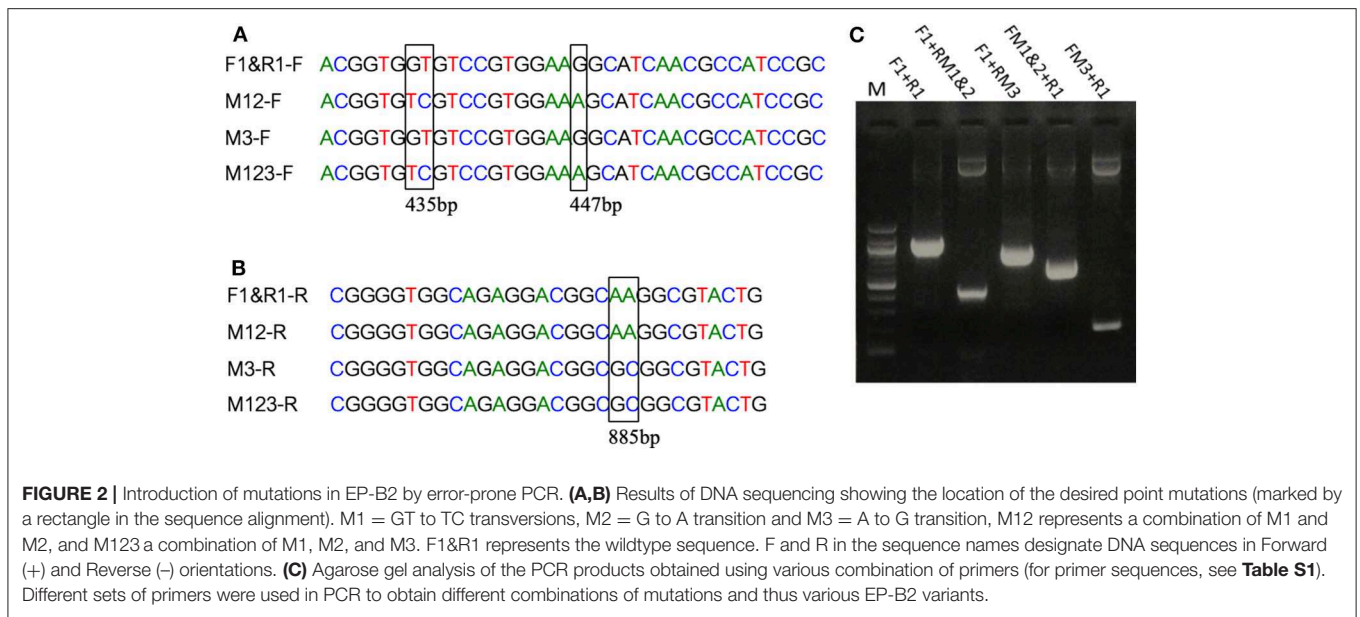 A
F1&R1-F ACGGTGGTGTCCGTGGAAGGCATCAACGCCATCCGC
M12-F ACGGTGTCGTCCGTGGAAAGCATCAACGCCATCCGC
M3-F ACGGTGGTGTCCGTGGAAGGCATCAACGCCATCCGC
M123-F ACGGTGTCGTCCGTGGAAAGCATCAACGCCATCCGC
435bp 447bp
B
F1&R1-R CGGGGTGGCAGAGGACGGCAAGGCGTACTG
M12-R CGGGGTGGCAGAGGACGGCAAGGCGTACTG
M3-R CGGGGTGGCAGAGGACGGCGCGGCGTACTG
M123-R CGGGGTGGCAGAGGACGGCGCGGCGTACTG
885bp
C
M F1+R1 F1+RM1&2 F1+RM3 FM1&2+R1 FM3+R1
FIGURE 2 | Introduction of mutations in EP-B2 by error-prone PCR. (A,B) Results of DNA sequencing showing the location of the desired point mutations (marked by
a rectangle in the sequence alignment). M1 = GT to TC transversions, M2 = G to A transition and M3 = A to G transition, M12 represents a combination of M1 and
M2, and M123 a combination of M1, M2, and M3. F1&R1 represents the wildtype sequence. F and R in the sequence names designate DNA sequences in Forward
(+) and Reverse (–) orientations. (C) Agarose gel analysis of the PCR products obtained using various combination of primers (for primer sequences, see Table S1).
Different sets of primers were used in PCR to obtain different combinations of mutations and thus various EP-B2 variants.